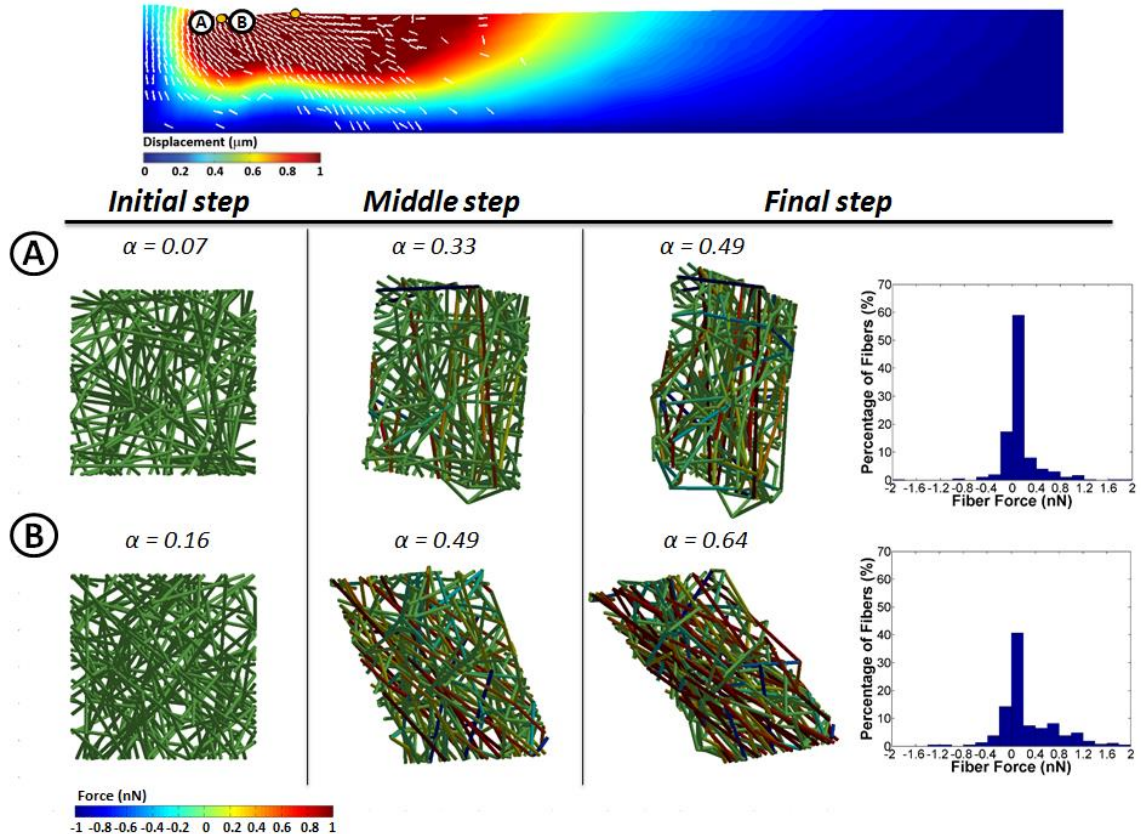 A B
Displacement (μm)
0 0.2 0.4 0.6 0.8 1
Initial step Middle step Final step
A
α = 0.07 α = 0.33 α = 0.49
70
60
50
40
30
20
10
0
Percentage of Fibers (%)
-2 -1.6 -1.2 -0.8 -0.4 0 0.4 0.8 1.2 1.6 2
Fiber Force (nN)
B
α = 0.16 α = 0.49 α = 0.64
70
60
50
40
30
20
10
0
Percentage of Fibers (%)
-2 -1.6 -1.2 -0.8 -0.4 0 0.4 0.8 1.2 1.6 2
Fiber Force (nN)
Force (nN)
-1 -0.8 -0.6 -0.4 -0.2 0 0.2 0.4 0.6 0.8 1